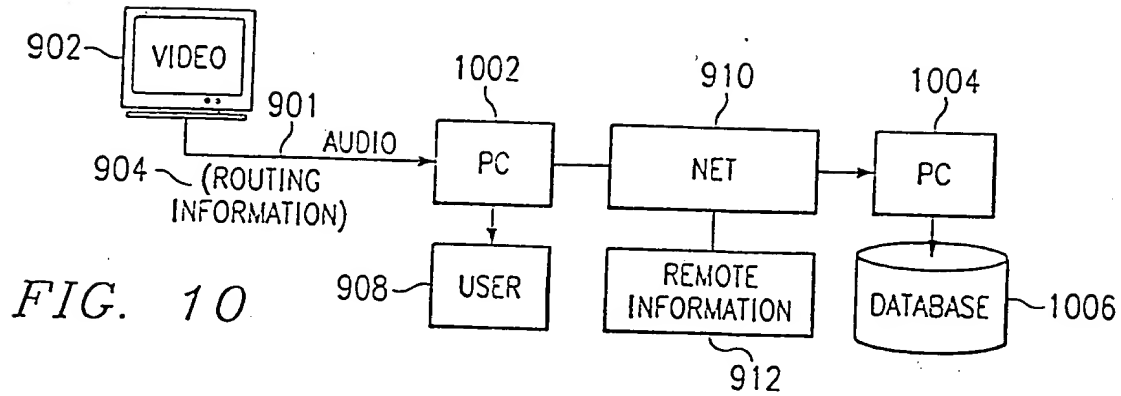 902
VIDEO
901
AUDIO
904
(ROUTING
INFORMATION)
1002
PC
910
NET
1004
PC
908
USER
REMOTE
INFORMATION
912
DATABASE
1006
FIG. 10